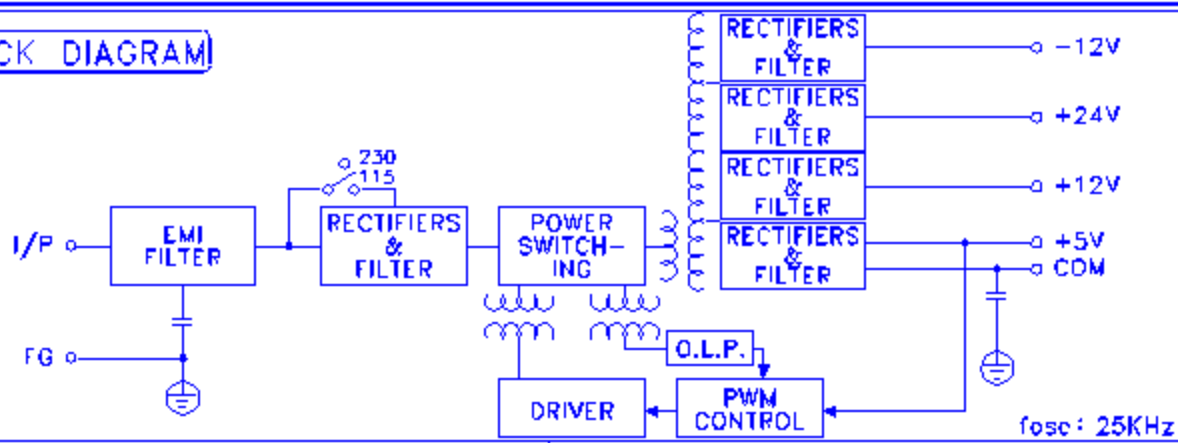 CK DIAGRAM
RECTIFIERS
&
FILTER
-12V
RECTIFIERS
&
FILTER
+24V
RECTIFIERS
&
FILTER
+12V
RECTIFIERS
&
FILTER
+5V
COM
230
115
I/P
EMI
FILTER
RECTIFIERS
&
FILTER
POWER
SWITCH-
ING
FG
O.L.P.
DRIVER
PWM
CONTROL
fosc: 25KHz